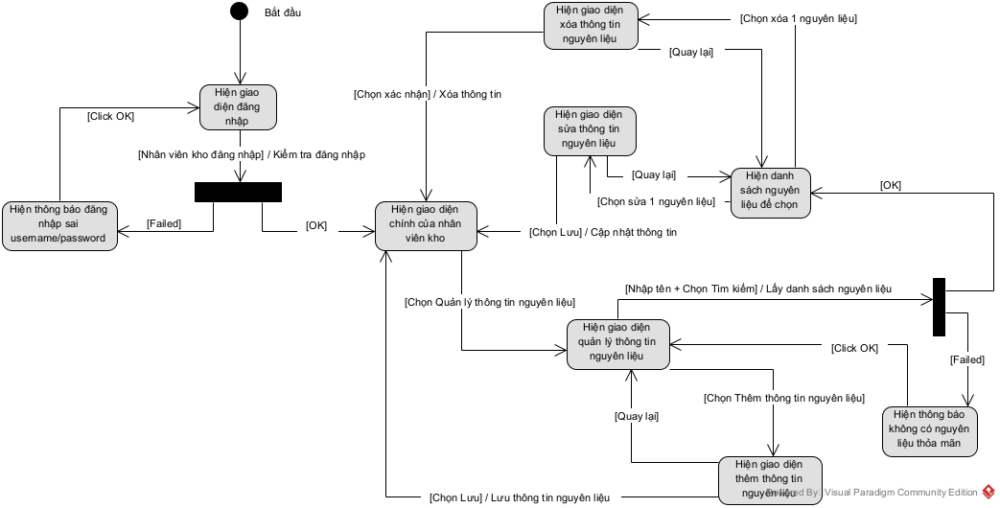 Bắt đầu
Hiện giao diện
xóa thông tin
nguyên liệu
[Chọn xóa 1 nguyên liệu]
[Quay lại]
Hiện giao
diện đăng
nhập
[Click OK]
[Chọn xác nhận] / Xóa thông tin
Hiện giao diện
sửa thông tin
nguyên liệu
[Nhân viên kho đăng nhập] / Kiểm tra đăng nhập
[Quay lại]
Hiện danh
sách nguyên
liệu để chọn
[OK]
[Chọn sửa 1 nguyên liệu]
Hiện thông báo đăng
nhập sai
username/password
[Failed]
[OK]
Hiện giao diện
chính của nhân
viên kho
[Chọn Lưu] / Cập nhật thông tin
[Nhập tên + Chọn Tìm kiếm] / Lấy danh sách nguyên liệu
[Chọn Quản lý thông tin nguyên liệu]
Hiện giao diện
quản lý thông tin
nguyên liệu
[Click OK]
[Failed]
[Chọn Thêm thông tin nguyên liệu]
[Quay lại]
Hiện thông báo
không có nguyên
liệu thỏa mãn
Hiện giao diện
thêm thông tin
nguyên liệu
[Chọn Lưu] / Lưu thông tin nguyên liệu
Powered By Visual Paradigm Community Edition